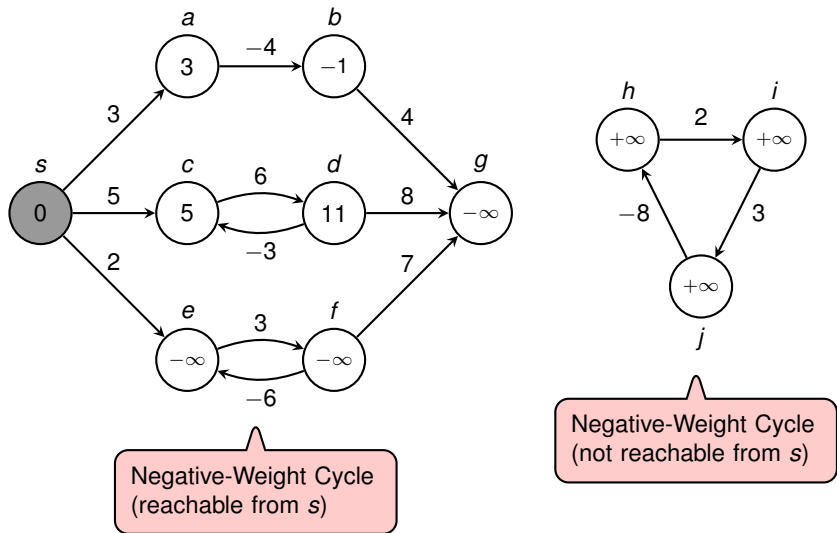 a b
3 −4 −1
3 4
h 2 i
+∞ +∞
s c 6 d g
0 5 5 11 8 −∞
−3
−8 3
2 7
+∞
j
e 3 f
−∞ −∞
−6
Negative-Weight Cycle
(not reachable from s)
Negative-Weight Cycle
(reachable from s)